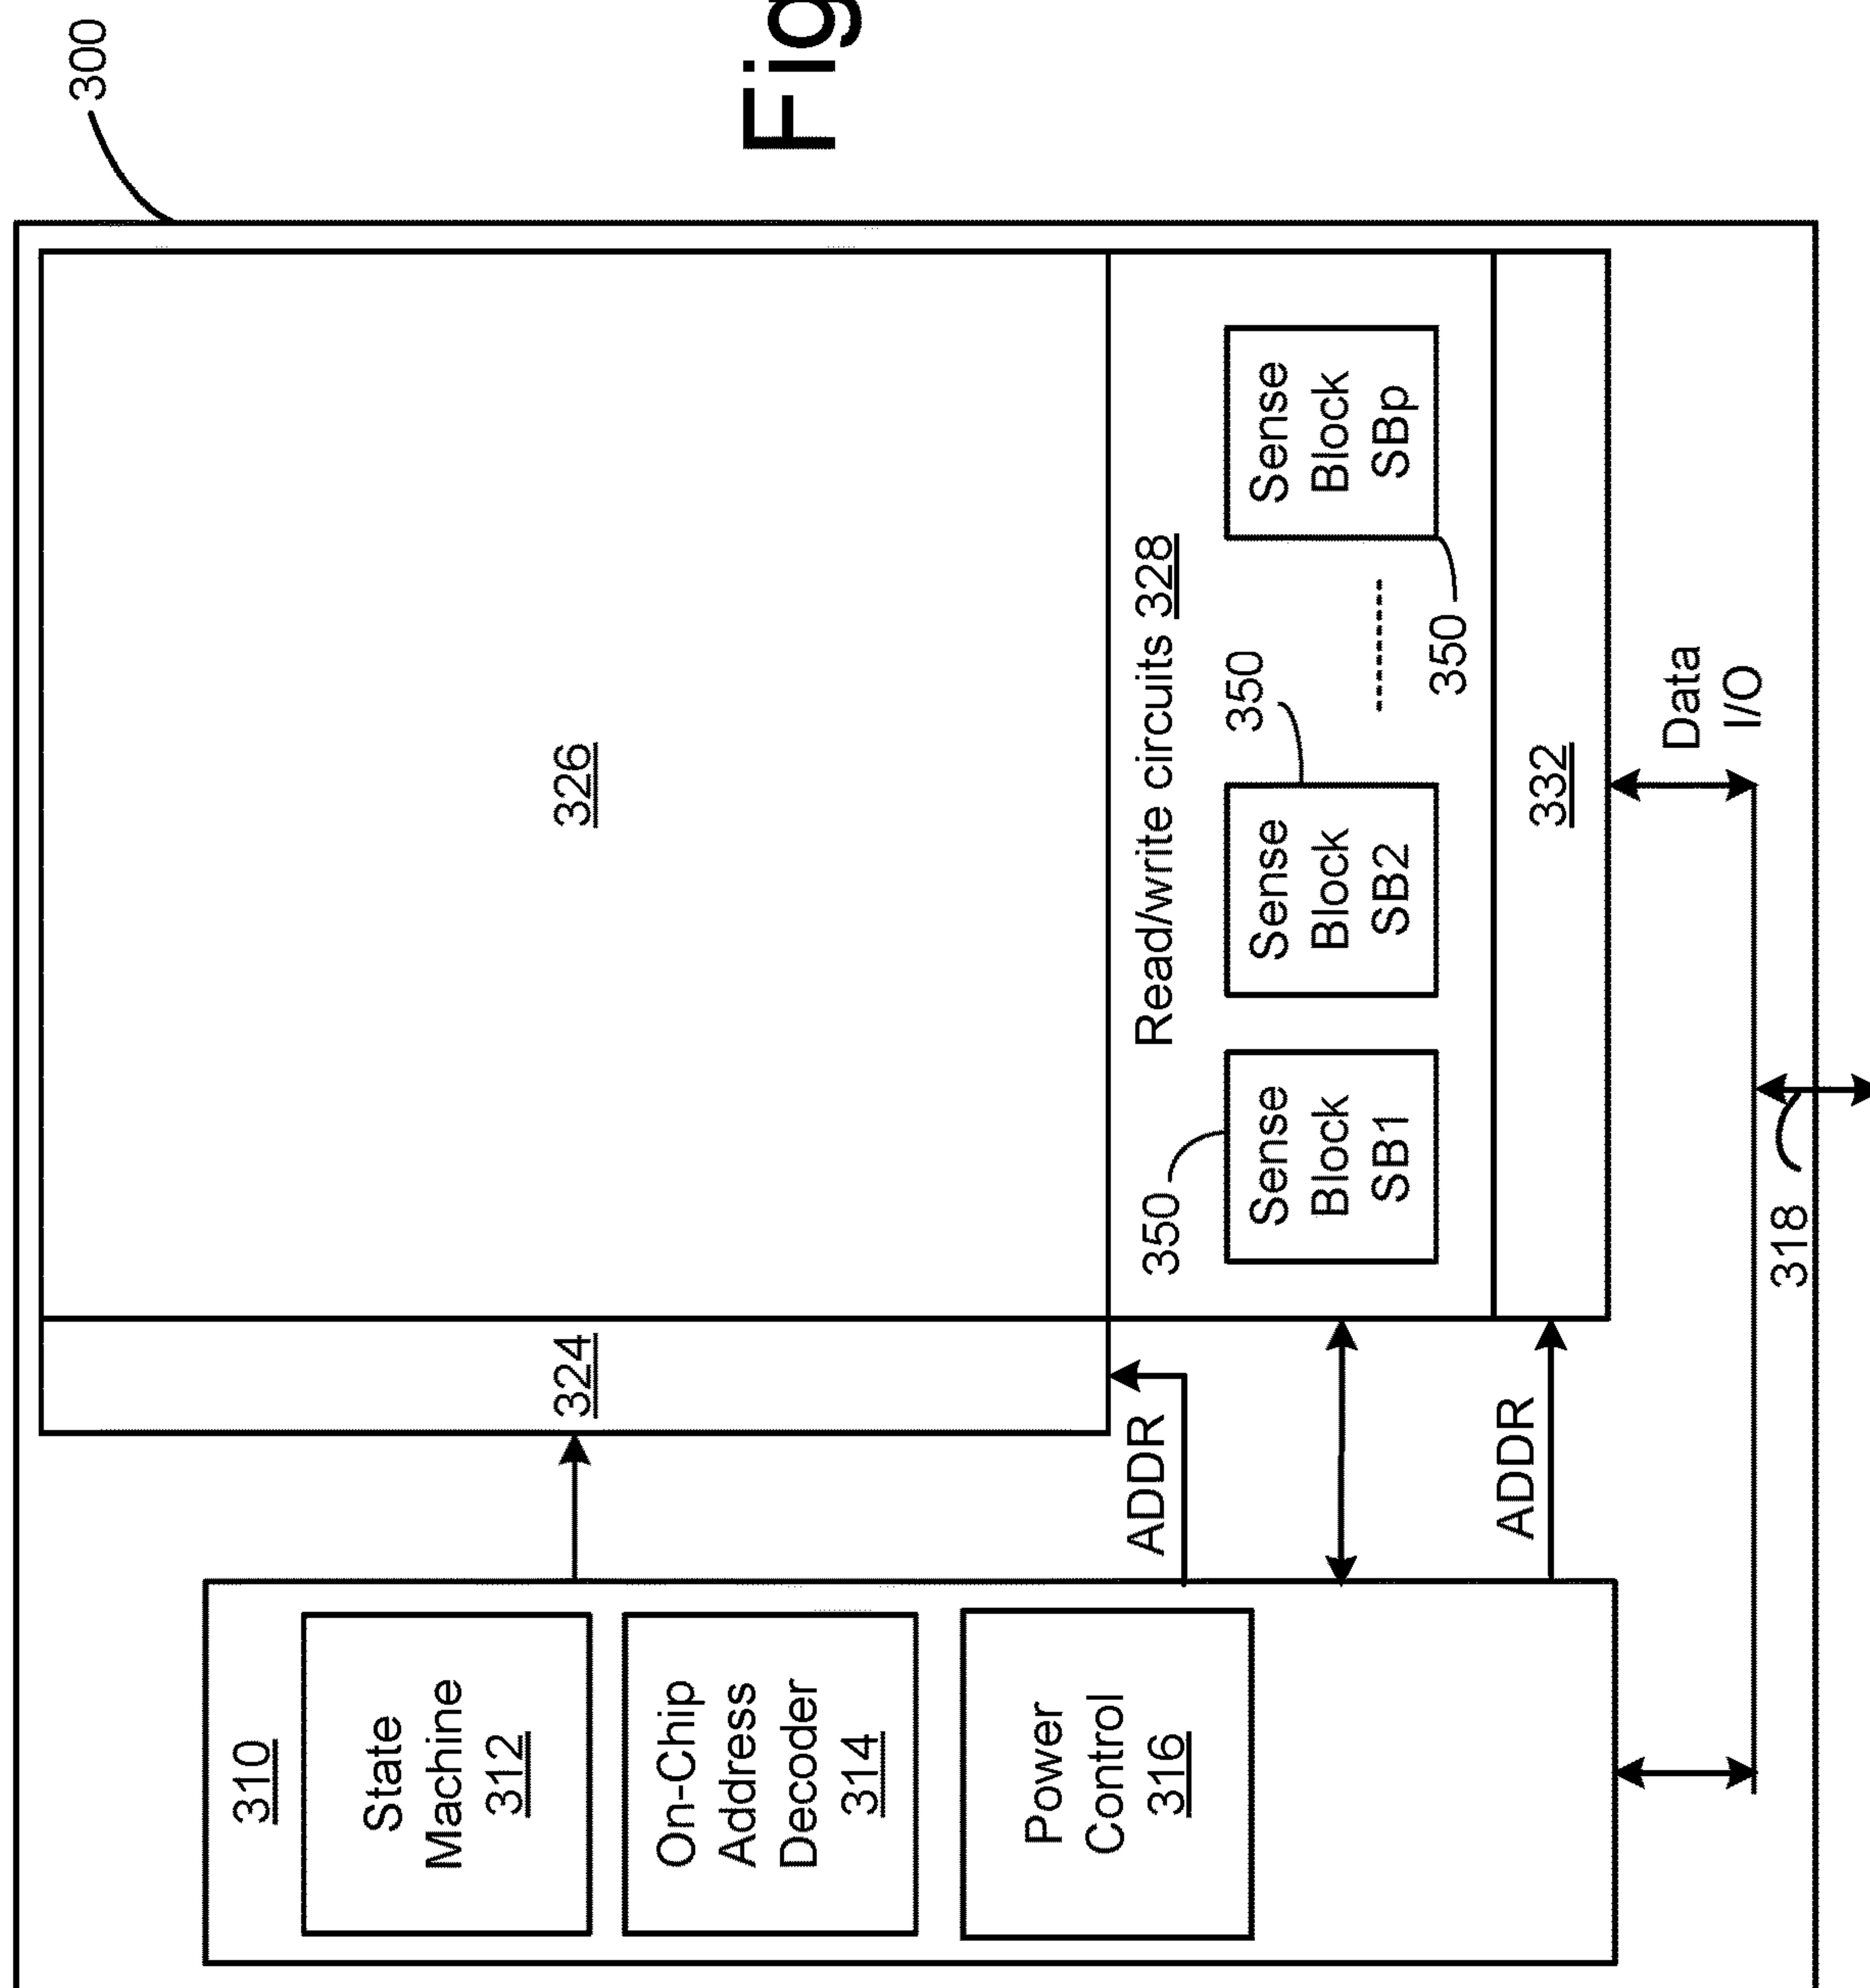 300
Fig
310
State
Machine
312
On-Chip
Address
Decoder
314
Power
Control
316
324
326
ADDR
ADDR
Read/write circuits 328
350
Sense
Block
SB1
350
Sense
Block
SB2
350
Sense
Block
SBp
332
Data
I/O
318